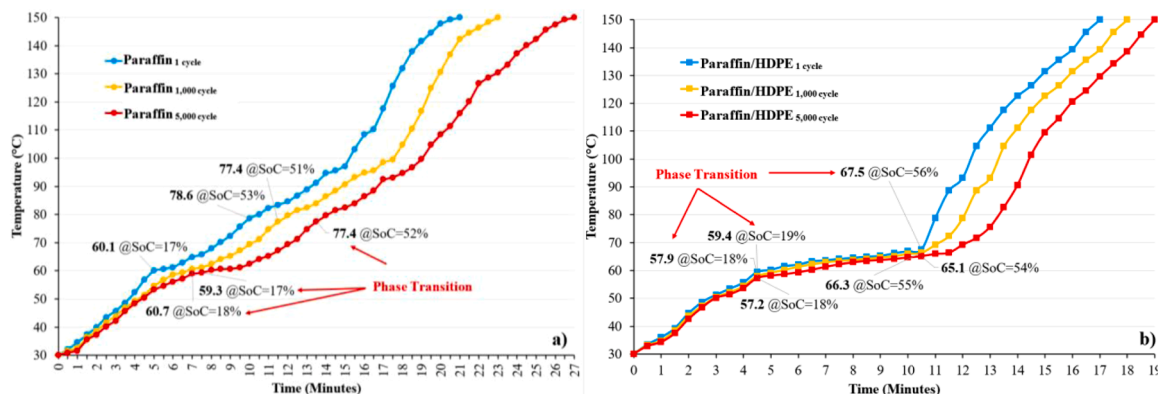 150
140
130
120
110
100
90
80
70
60
50
40
30
Temperature (°C)
Paraffin 1 cycle
Paraffin 1,000 cycle
Paraffin 5,000 cycle
77.4 @SoC=51%
78.6 @SoC=53%
60.1 @SoC=17%
77.4 @SoC=52%
59.3 @SoC=17%
Phase Transition
60.7 @SoC=18%
a)
0 1 2 3 4 5 6 7 8 9 10 11 12 13 14 15 16 17 18 19 20 21 22 23 24 25 26 27
Time (Minutes)
150
140
130
120
110
100
90
80
70
60
50
40
30
Temperature (°C)
Paraffin/HDPE 1 cycle
Paraffin/HDPE 1,000 cycle
Paraffin/HDPE 5,000 cycle
Phase Transition
67.5 @SoC=56%
59.4 @SoC=19%
57.9 @SoC=18%
65.1 @SoC=54%
66.3 @SoC=55%
57.2 @SoC=18%
b)
0 1 2 3 4 5 6 7 8 9 10 11 12 13 14 15 16 17 18 19
Time (Minutes)